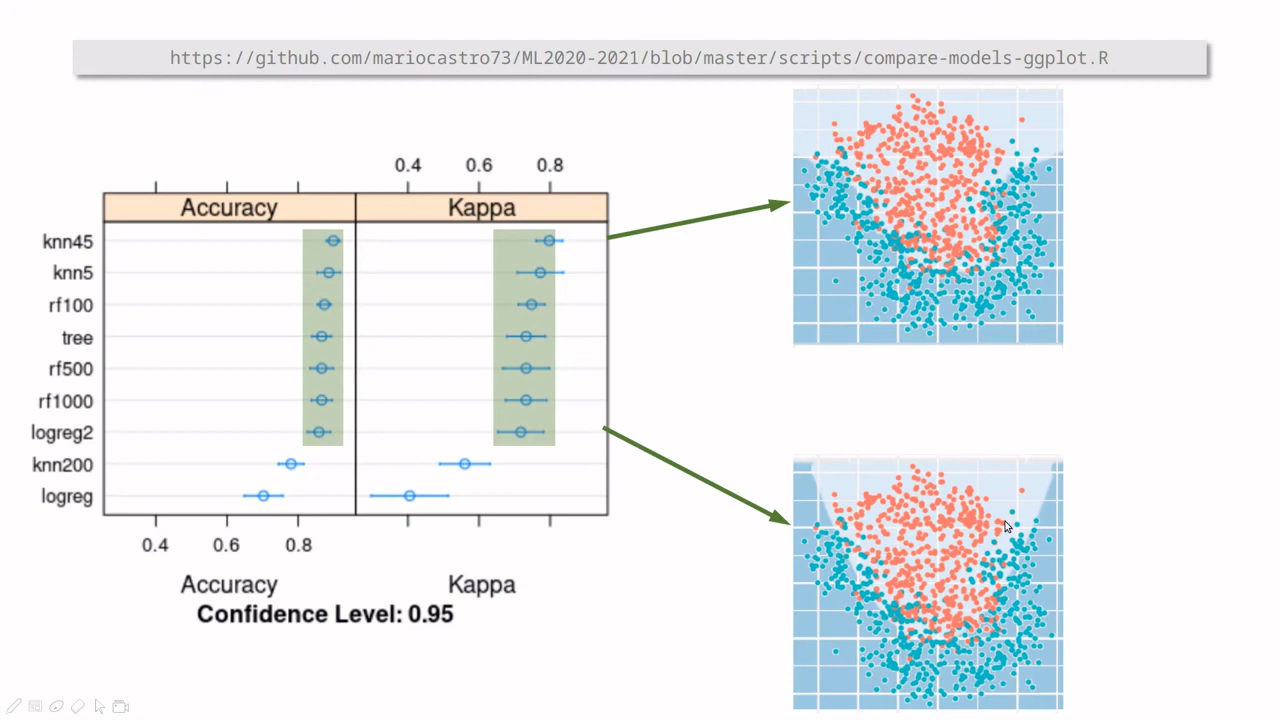 https://github.com/mariocastro73/ML2020-2021/blob/master/scripts/compare-models-ggplot.R
0.4 0.6 0.8
Accuracy Kappa
knn45
knn5
rf100
tree
rf500
rf1000
logreg2
knn200
logreg
0.4 0.6 0.8
Accuracy Kappa
Confidence Level: 0.95